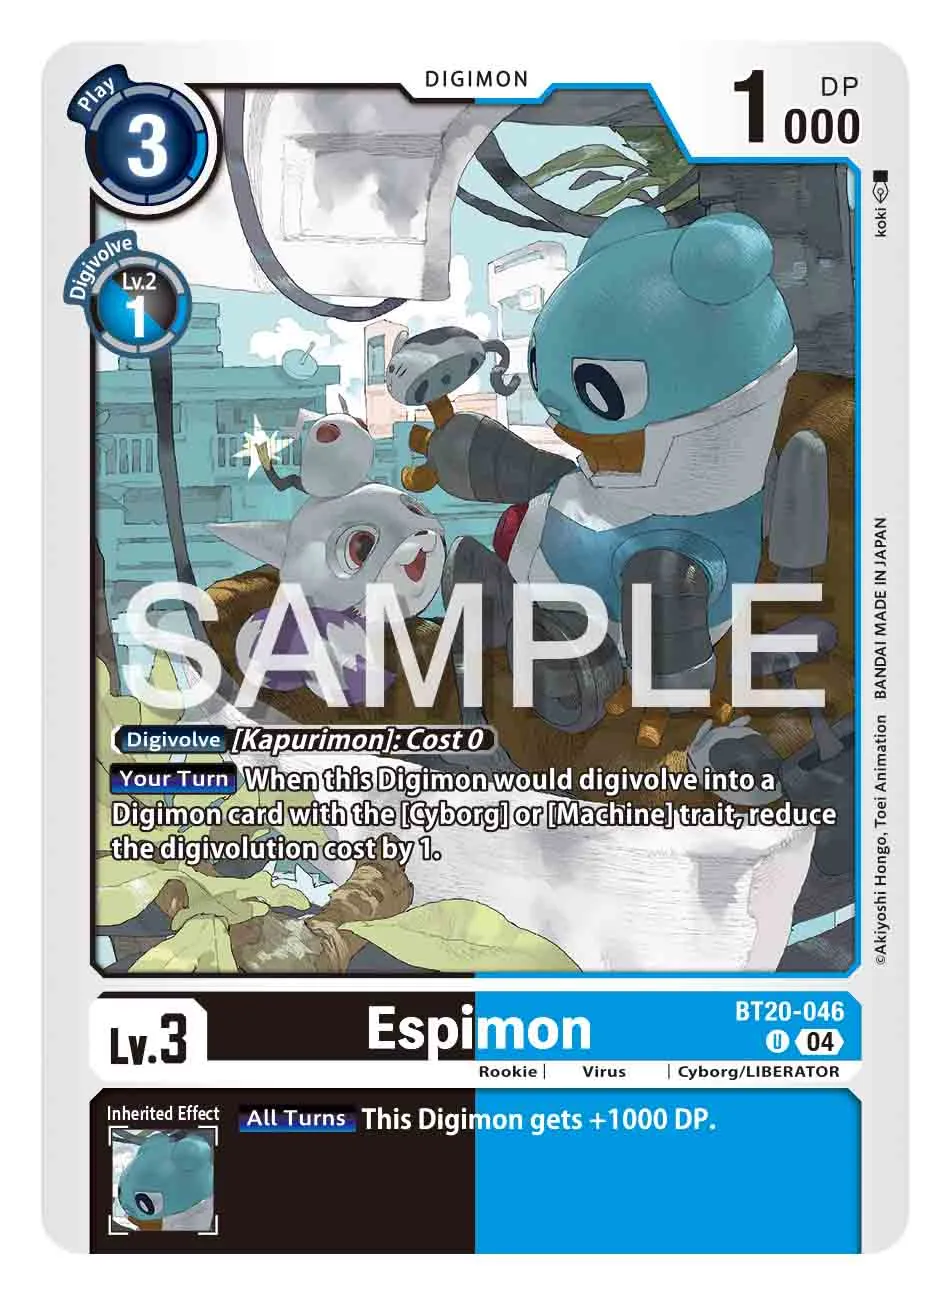 DIGIMON
Play
3
1000
DP
koki
Digivolve
Lv.2
1
SAMPLE
Digivolve [Kapurimon]: Cost 0
Your Turn When this Digimon would digivolve into a
Digimon card with the [Cyborg] or [Machine] trait, reduce
the digivolution cost by 1.
©Akiyoshi Hongo, Toei Animation BANDAI MADE IN JAPAN
Lv.3
Espimon
BT20-046
U 04
Rookie | Virus | Cyborg/LIBERATOR
Inherited Effect
All Turns This Digimon gets +1000 DP.